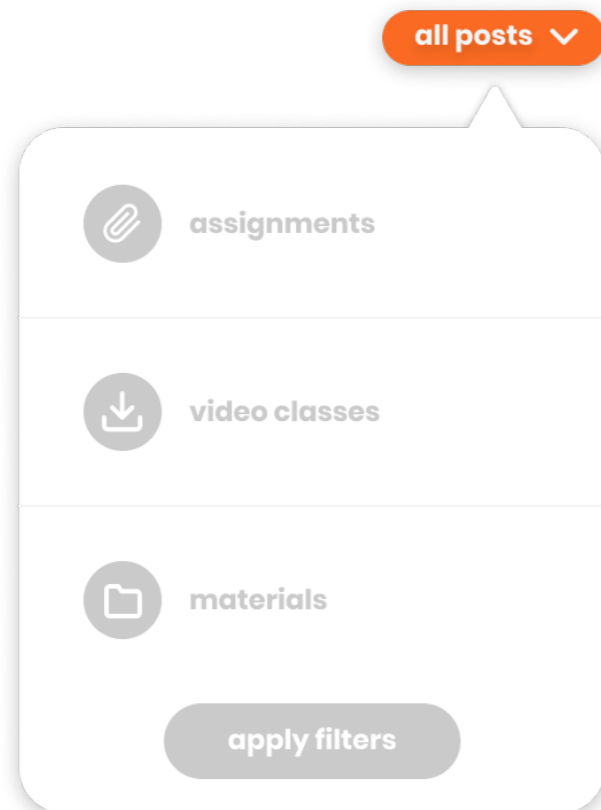 all posts
assignments
video classes
materials
apply filters